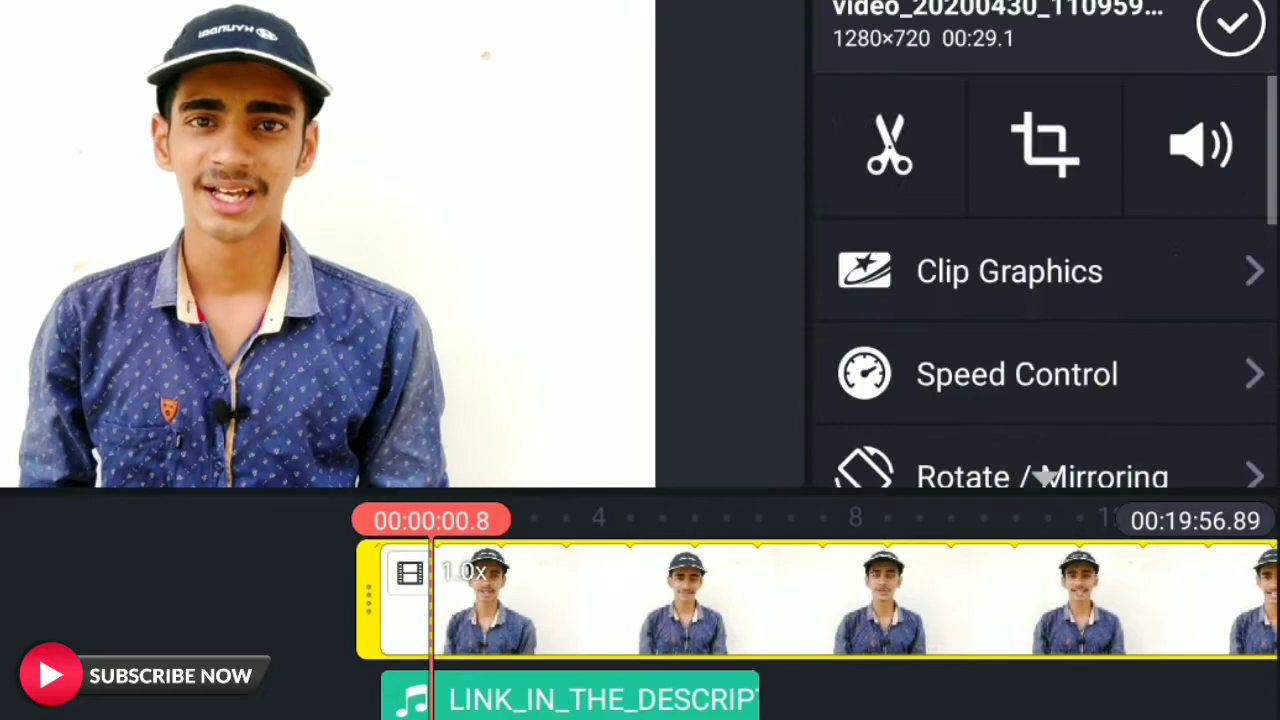 HYUNDAI
video_20200430_110959...
1280×720 00:29.1
Clip Graphics
Speed Control
Rotate / Mirroring
00:00:00.8
4
8
00:19:56.89
1.0x
SUBSCRIBE NOW
LINK_IN_THE_DESCRIP